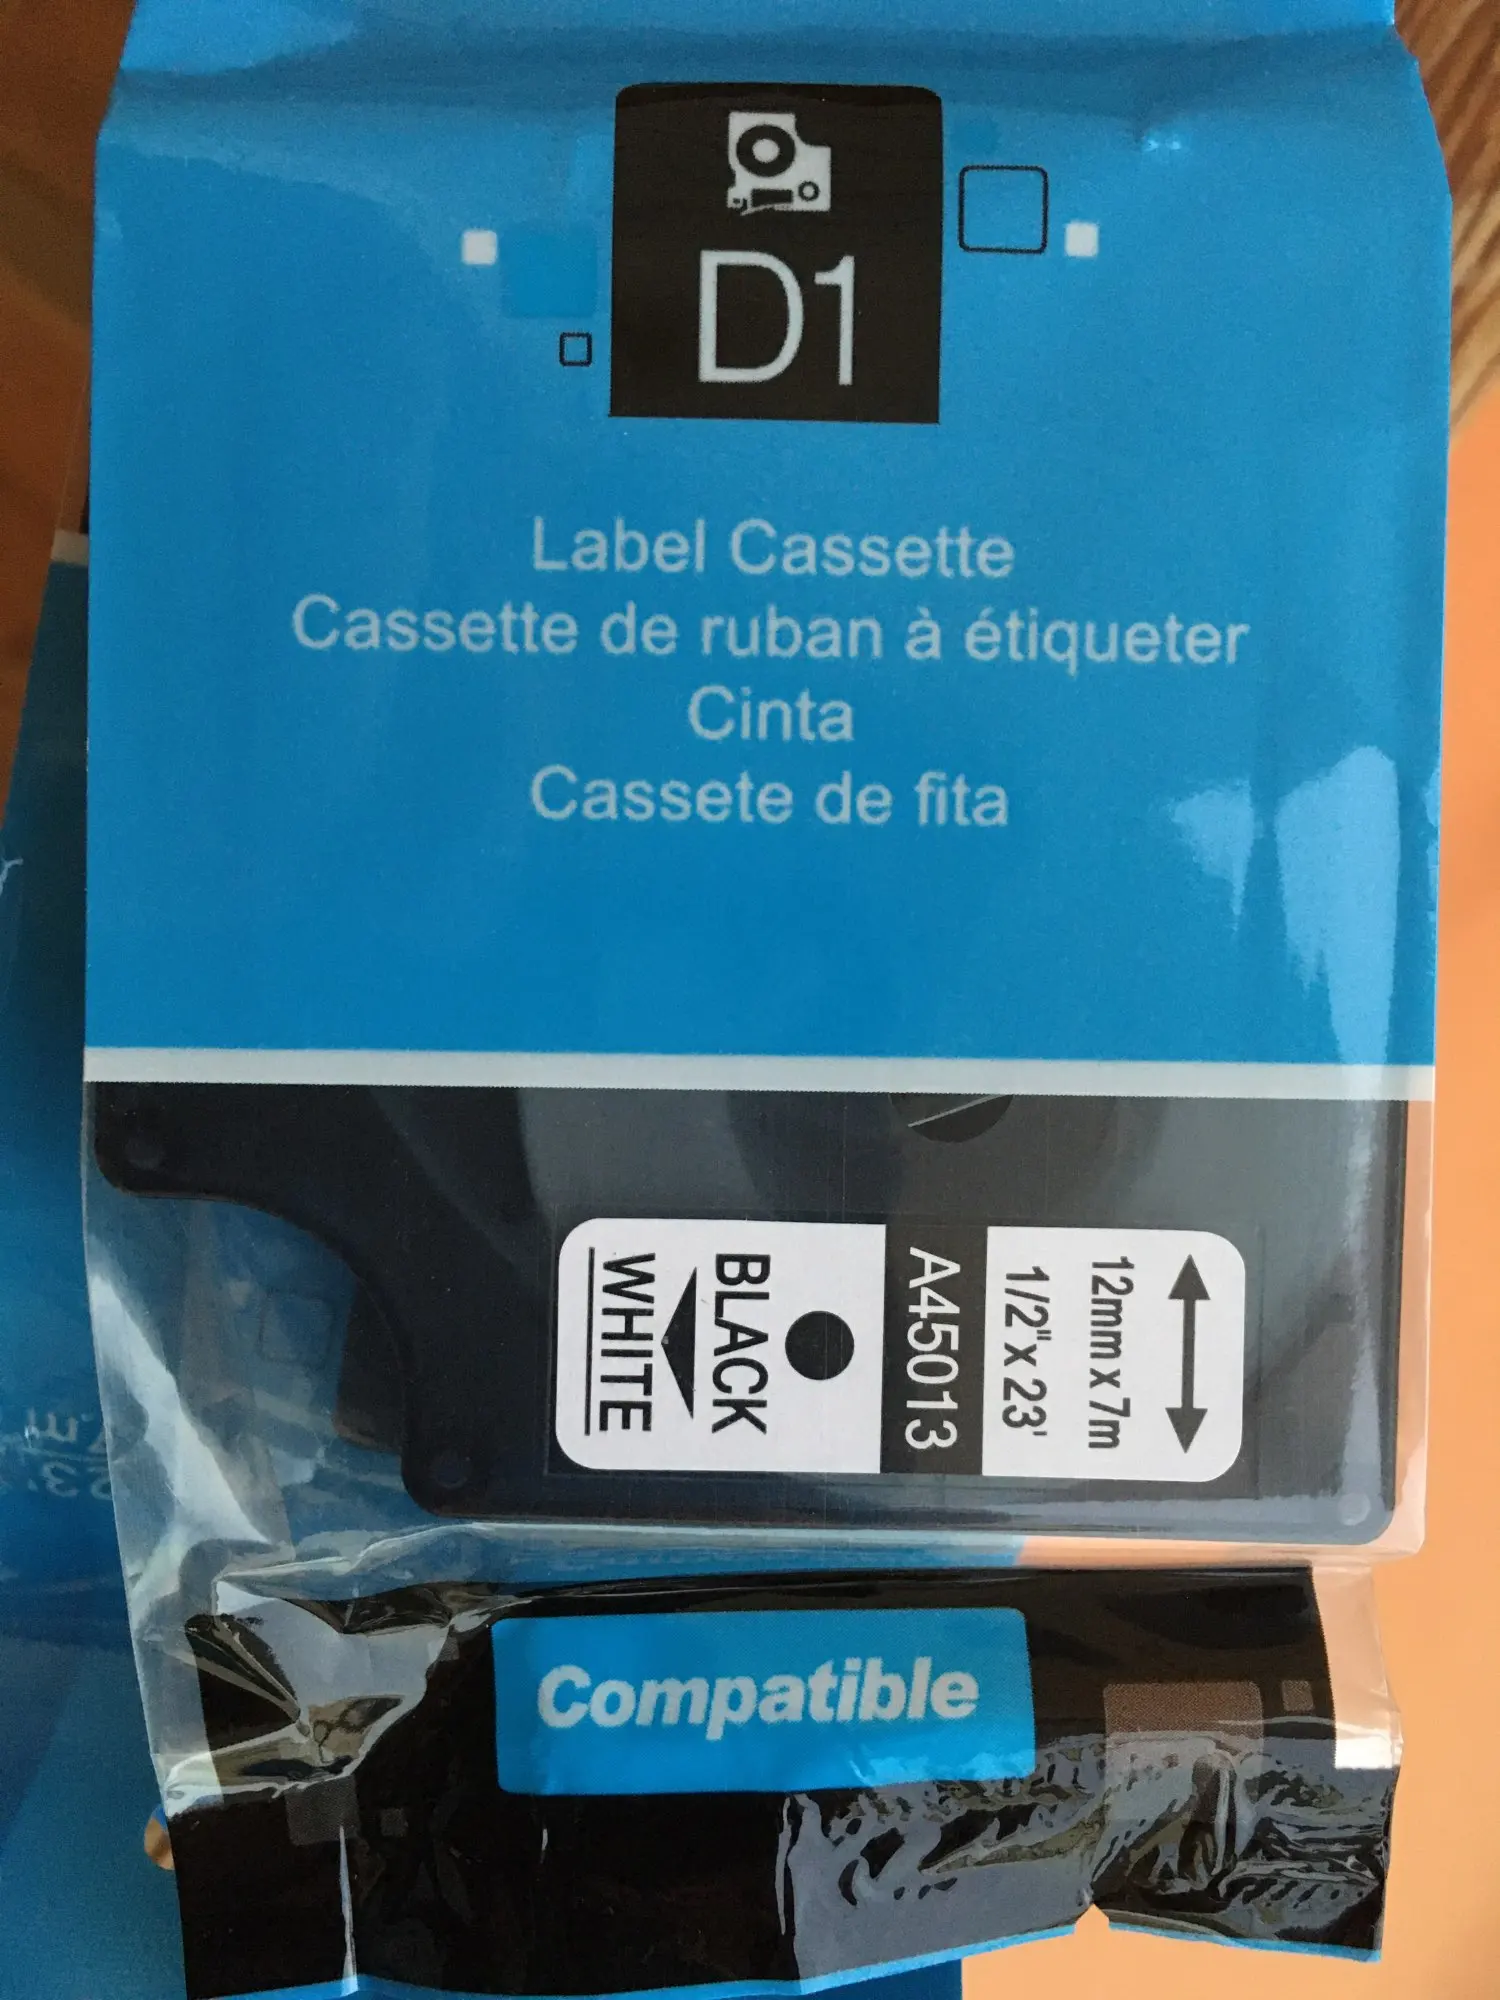 D1
Label Cassette
Cassette de ruban à étiqueter
Cinta
Cassete de fita
12mm x 7m
1/2" x 23'
A45013
BLACK
WHITE
Compatible
23'